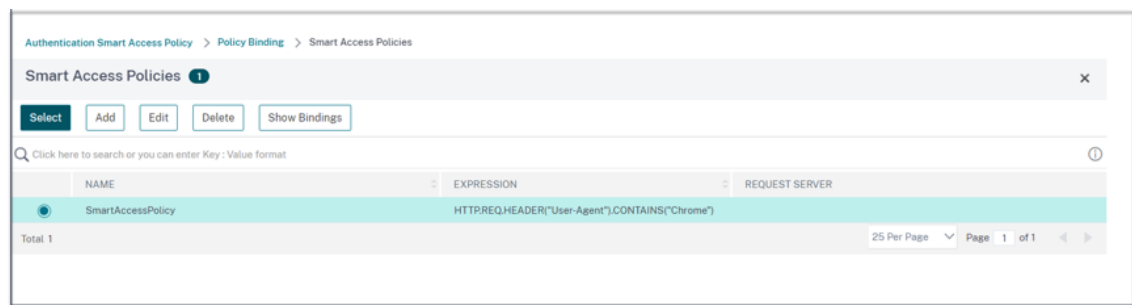 Authentication Smart Access Policy > Policy Binding > Smart Access Policies
Smart Access Policies 1
Select Add Edit Delete Show Bindings
Click here to search or you can enter Key : Value format
NAME EXPRESSION REQUEST SERVER
SmartAccessPolicy HTTP.REQ.HEADER("User-Agent").CONTAINS("Chrome")
Total 1 25 Per Page Page 1 of 1